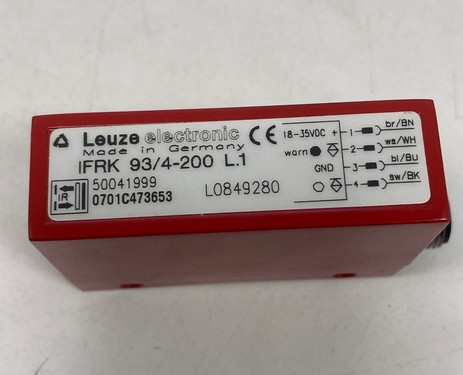 Leuze electronic CE
Made in Germany
IFRK 93/4-200 L.1
50041999
0701C473653
IR
L0849280
18-35VDC + 1 br/BN
warn 2 ws/WH
GND 3 bl/BU
4 sw/BK